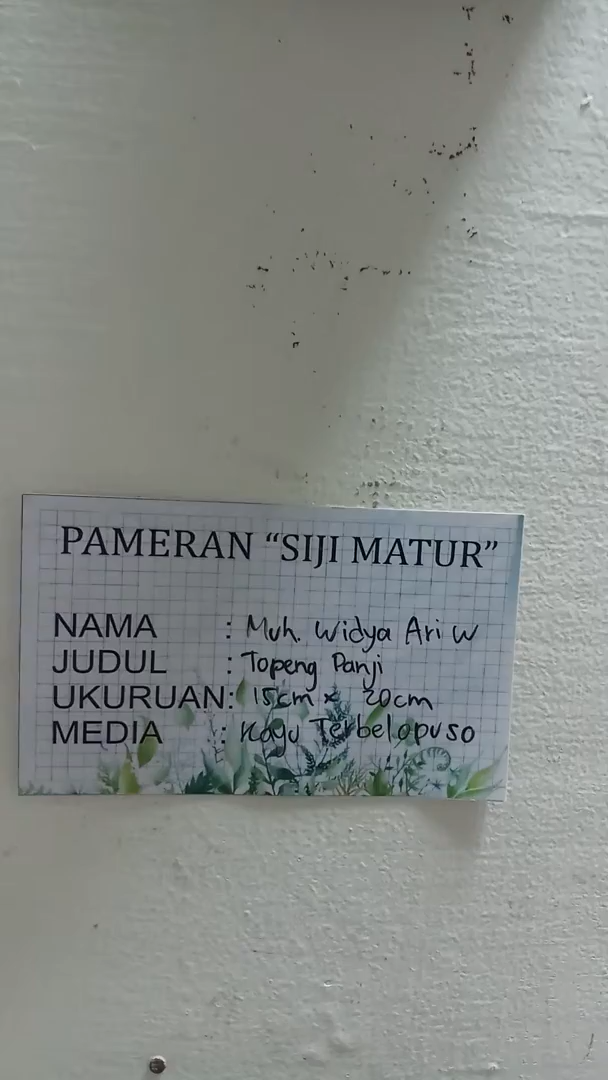 PAMERAN “SIJI MATUR”
NAMA : Muh. Widya Ari W
JUDUL : Topeng Panji
UKURUAN: 15cm x 20cm
MEDIA : Kayu Terbelopuso